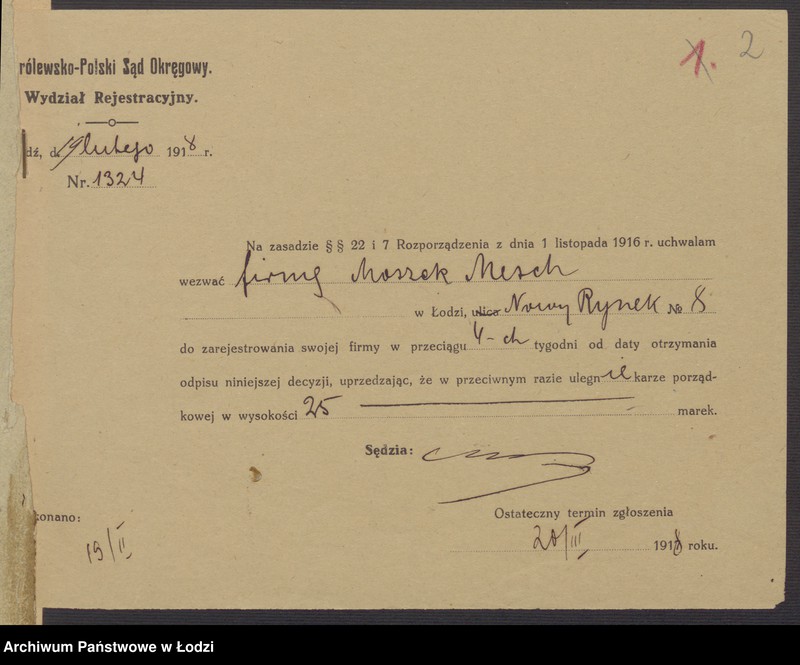 1. 2
rólewsko-Polski Sąd Okręgowy.
Wydział Rejestracyjny.
dź, d. 19 lutego 1918 r.
Nr. 1324
Na zasadzie § § 22 i 7 Rozporządzenia z dnia 1 listopada 1916 r. uchwalam
wezwać firmę Moszek Mesch
w Łodzi, ulica Nowy Rynek № 8
do zarejestrowania swojej firmy w przeciągu 4-ch tygodni od daty otrzymania
odpisu niniejszej decyzji, uprzedzając, że w przeciwnym razie ulegnie karze porząd-
kowej w wysokości 25 marek.
Sędzia:
konano:
19/II
Ostateczny termin zgłoszenia
20/III 1918 roku.
Archiwum Państwowe w Łodzi